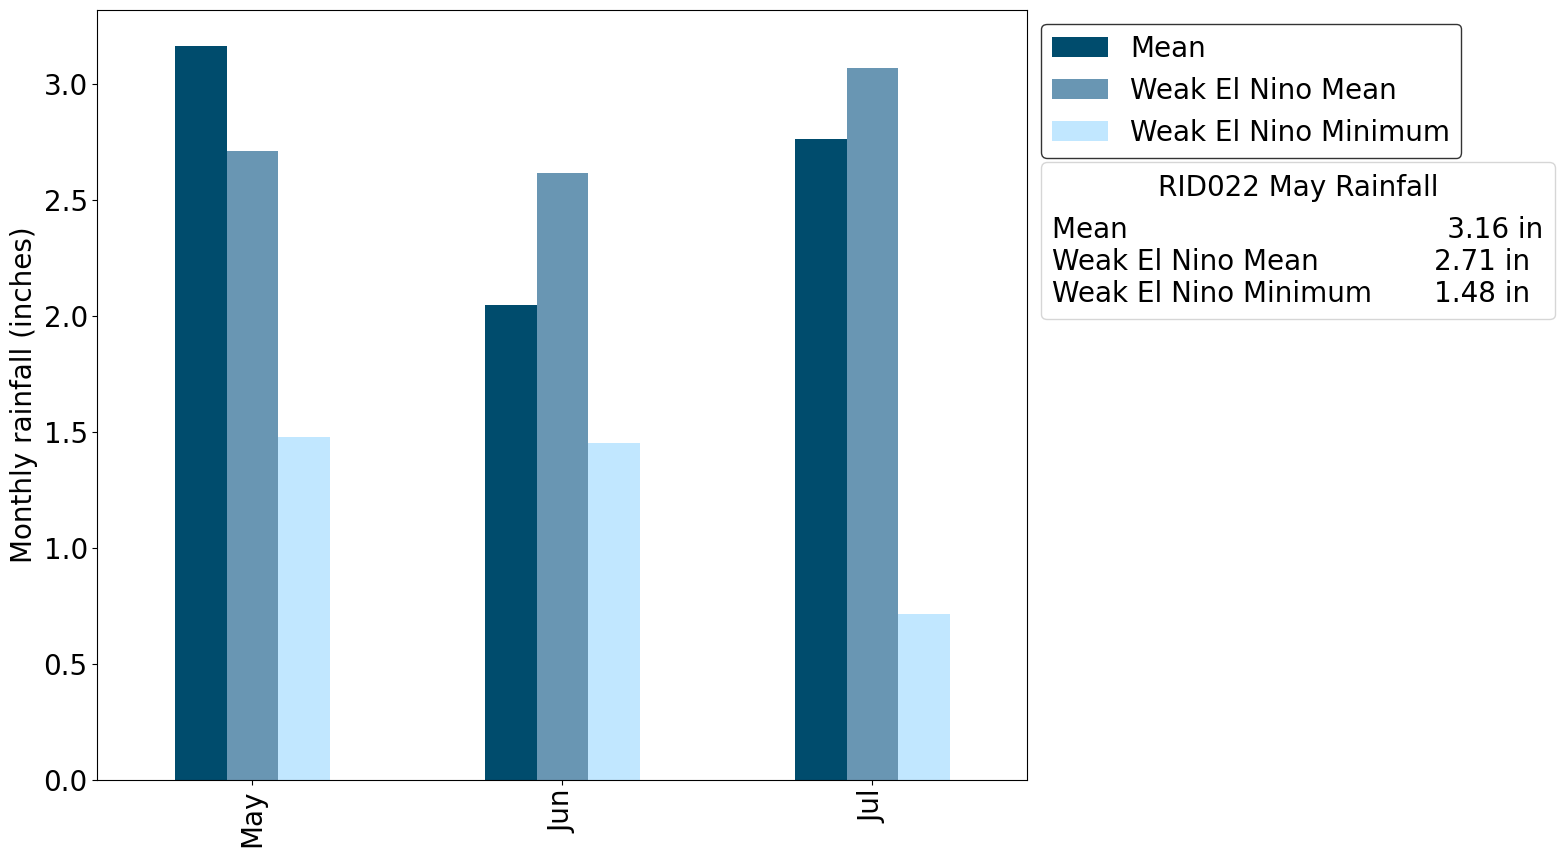 Monthly rainfall (inches)
3.0
2.5
2.0
1.5
1.0
0.5
0.0
May
Jun
Jul
Mean
Weak El Nino Mean
Weak El Nino Minimum
RID022 May Rainfall
Mean 3.16 in
Weak El Nino Mean 2.71 in
Weak El Nino Minimum 1.48 in